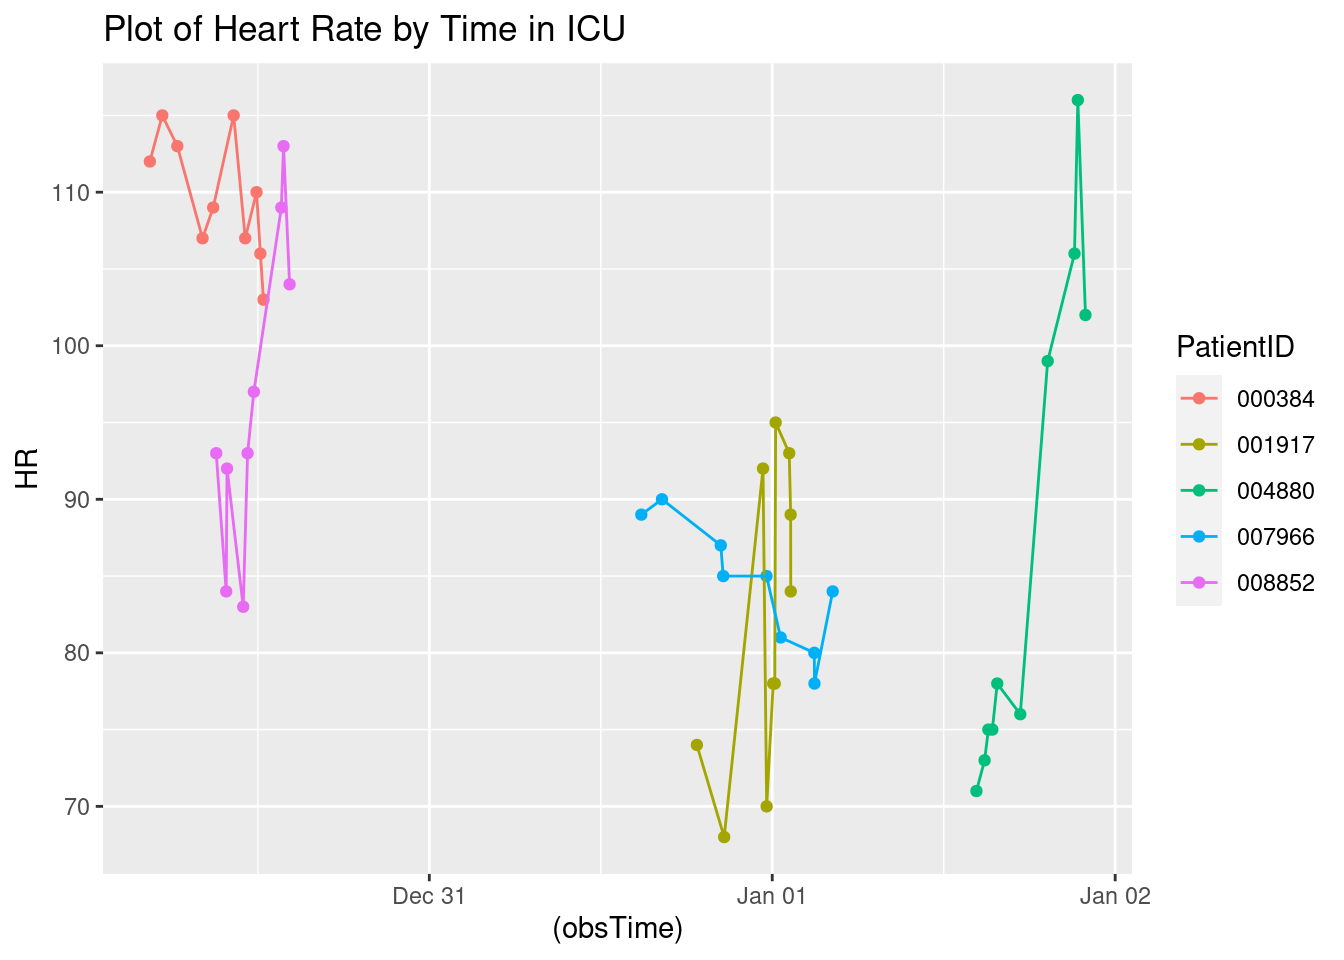 Plot of Heart Rate by Time in ICU
HR
110
100
90
80
70
Dec 31
Jan 01
Jan 02
(obsTime)
PatientID
000384
001917
004880
007966
008852